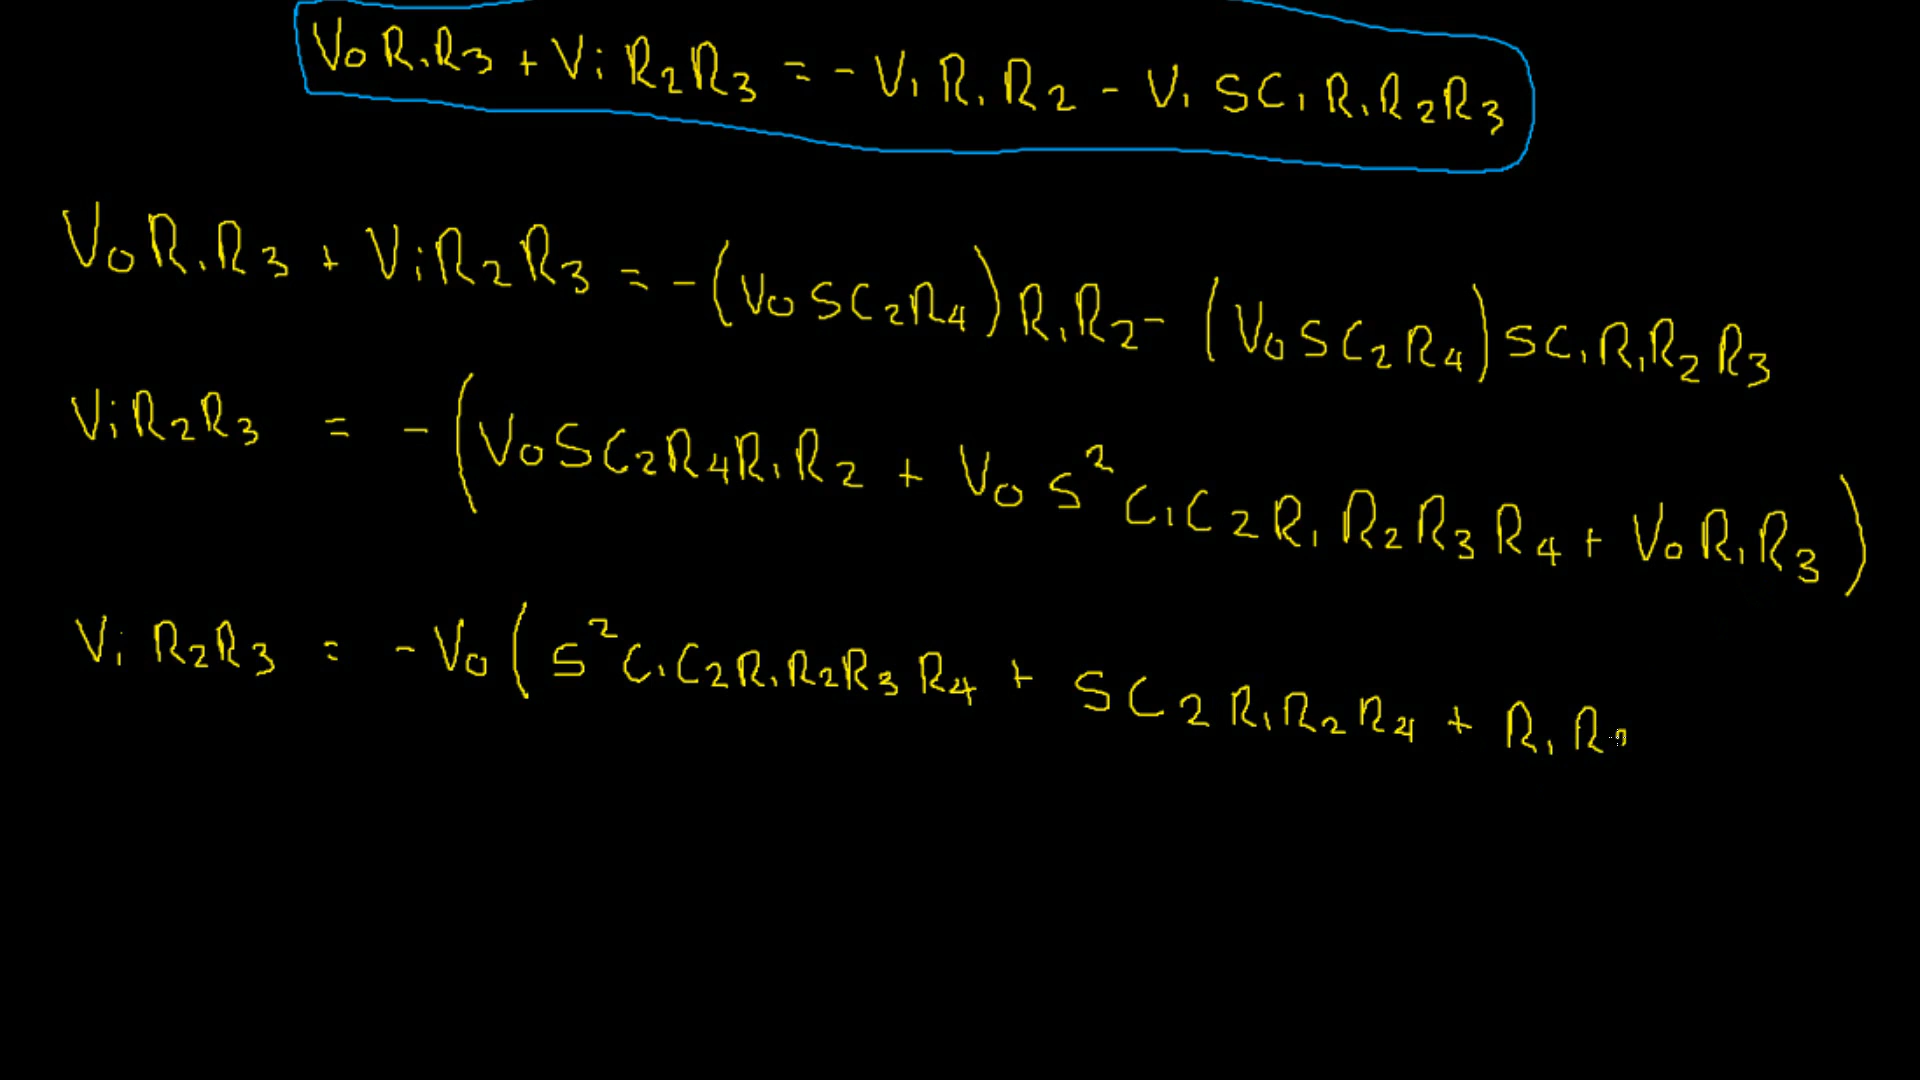 V₀R₁R₃ + ViR₂R₃ = - V₁R₁R₂ - V₁SC₁R₁R₂R₃
V₀R₁R₃ + ViR₂R₃ = -(V₀SC₂R₄)R₁R₂ - (V₀SC₂R₄)SC₁R₁R₂R₃
ViR₂R₃ = -(V₀SC₂R₄R₁R₂ + V₀S²C₁C₂R₁R₂R₃R₄ + V₀R₁R₃)
ViR₂R₃ = -V₀(S²C₁C₂R₁R₂R₃R₄ + SC₂R₁R₂R₄ + R₁R